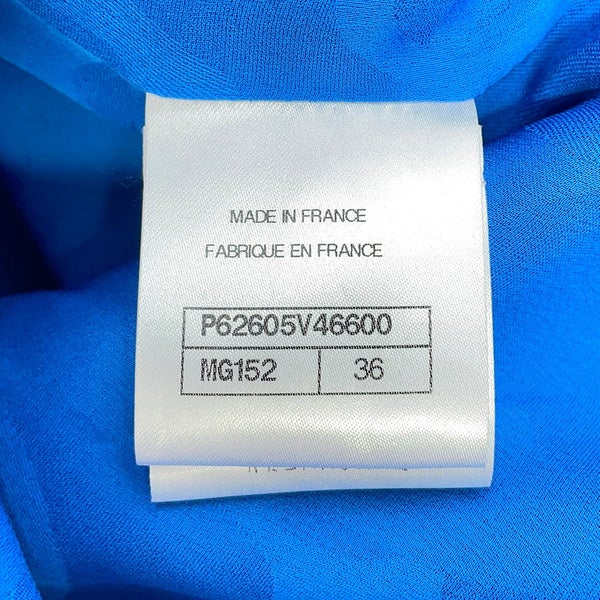 MADE IN FRANCE
FABRIQUE EN FRANCE
P62605V46600
MG152 36